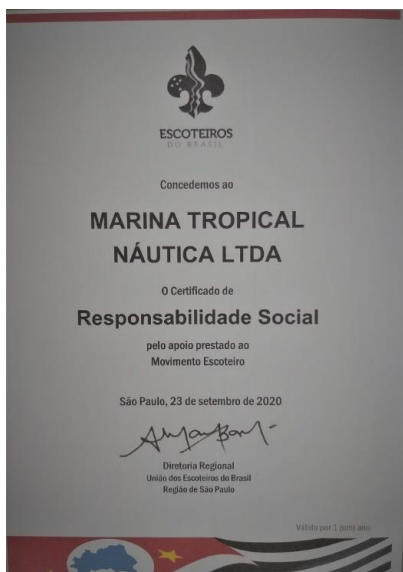 ESCOTEIROS
DO BRASIL
Concedemos ao
MARINA TROPICAL
NÁUTICA LTDA
O Certificado de
Responsabilidade Social
pelo apoio prestado ao
Movimento Escoteiro
São Paulo, 23 de setembro de 2020
Diretoria Regional
União dos Escoteiros do Brasil
Região de São Paulo
Válido por 1 (um) ano